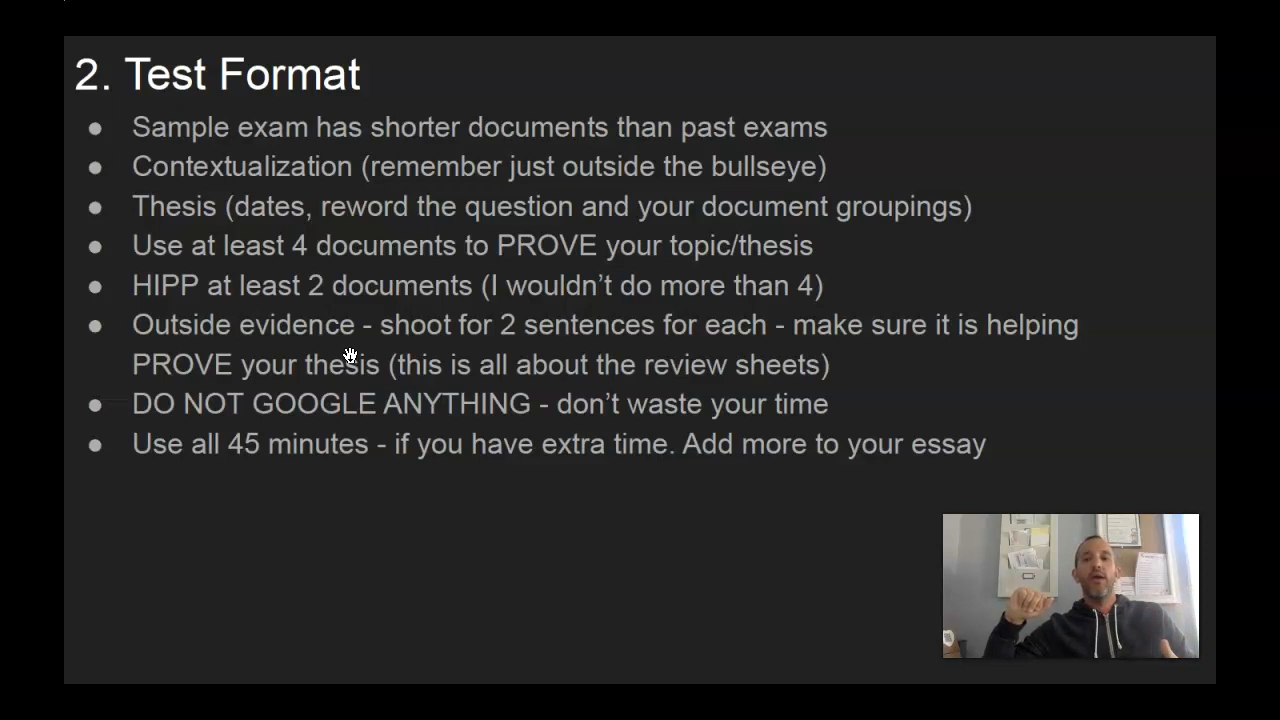 2. Test Format
● Sample exam has shorter documents than past exams
● Contextualization (remember just outside the bullseye)
● Thesis (dates, reword the question and your document groupings)
● Use at least 4 documents to PROVE your topic/thesis
● HIPP at least 2 documents (I wouldn’t do more than 4)
● Outside evidence - shoot for 2 sentences for each - make sure it is helping
PROVE your thesis (this is all about the review sheets)
● DO NOT GOOGLE ANYTHING - don’t waste your time
● Use all 45 minutes - if you have extra time. Add more to your essay